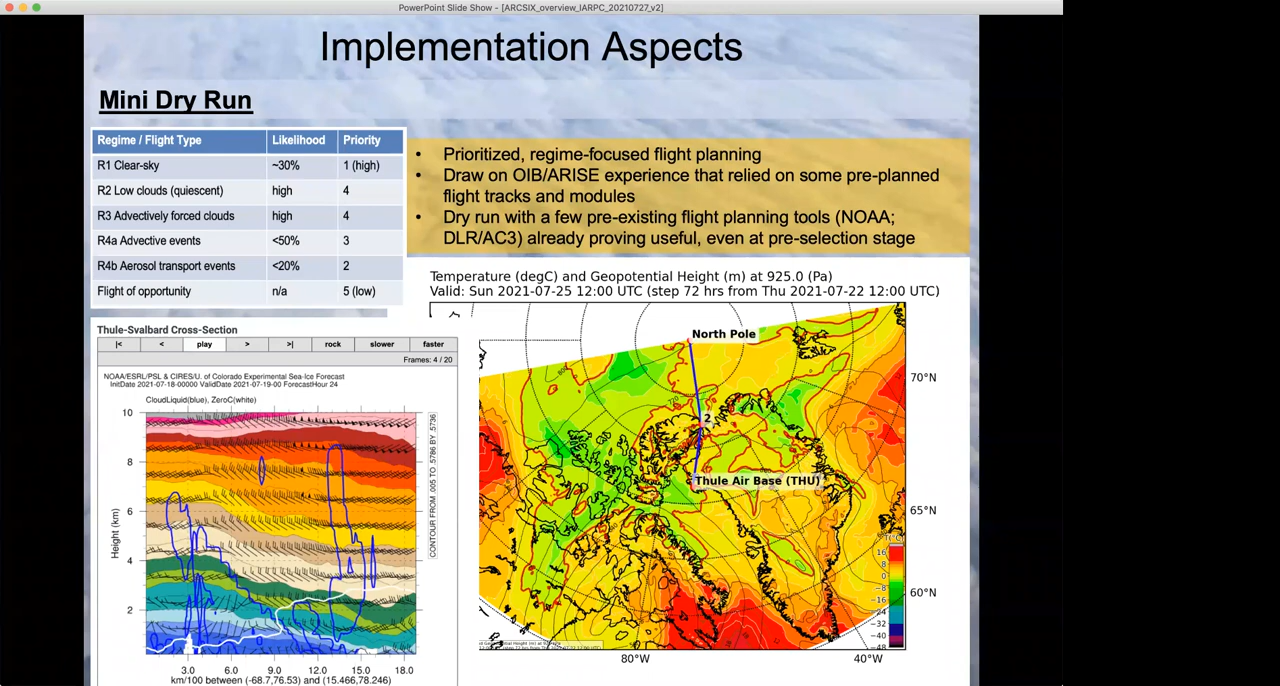 PowerPoint Slide Show - [ARCSIX_overview_IARPC_20210727_v2]
Implementation Aspects
Mini Dry Run
Regime / Flight Type Likelihood Priority
R1 Clear-sky ~30% 1 (high)
R2 Low clouds (quiescent) high 4
R3 Advectively forced clouds high 4
R4a Advective events <50% 3
R4b Aerosol transport events <20% 2
Flight of opportunity n/a 5 (low)
• Prioritized, regime-focused flight planning
• Draw on OIB/ARISE experience that relied on some pre-planned
flight tracks and modules
• Dry run with a few pre-existing flight planning tools (NOAA;
DLR/AC3) already proving useful, even at pre-selection stage
Thule-Svalbard Cross-Section
|< < play > >| rock slower faster
Frames: 4 / 20
NOAA/ESRL/PSL & CIRES/U. of Colorado Experimental Sea-Ice Forecast
InitDate 2021-07-18-00000 ValidDate 2021-07-19-00 ForecastHour 24
CloudLiquid(blue), ZeroC(white)
10
8
6
4
2
Height (km)
CONTOUR FROM .005 TO .5786 BY .5736
3.0 6.0 9.0 12.0 15.0 18.0
km/100 between (-68.7,76.53) and (15.466,78.246)
Temperature (degC) and Geopotential Height (m) at 925.0 (Pa)
Valid: Sun 2021-07-25 12:00 UTC (step 72 hrs from Thu 2021-07-22 12:00 UTC)
North Pole
2
Thule Air Base (THU)
70°N
65°N
60°N
16
8
0
−8
−16
−24
−32
−40
−48
80°W 40°W